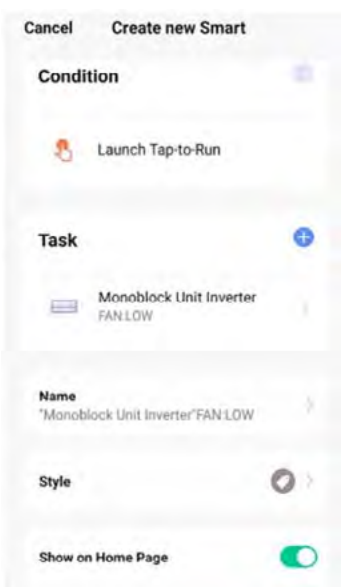 Cancel Create new Smart
Condition
Launch Tap-to-Run
Task
Monoblock Unit Inverter
FAN:LOW
Name
"Monoblock Unit Inverter"FAN:LOW
Style
Show on Home Page